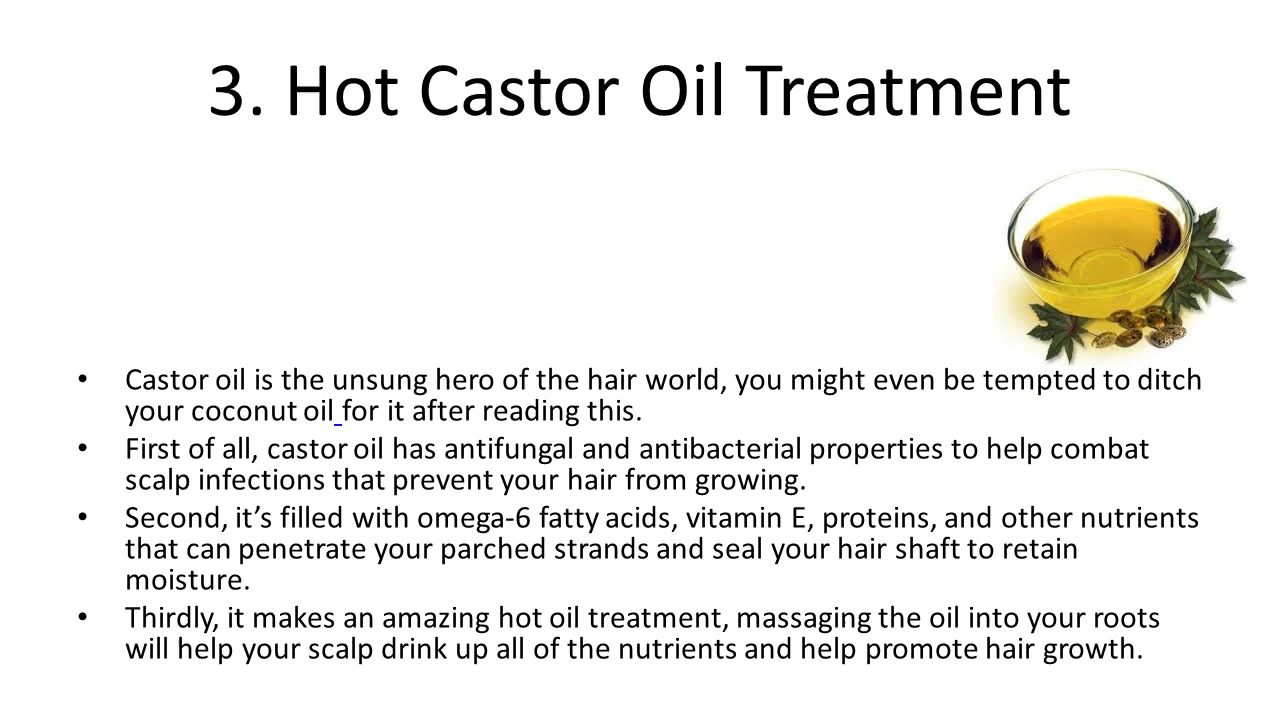 3. Hot Castor Oil Treatment
• Castor oil is the unsung hero of the hair world, you might even be tempted to ditch
your coconut oil for it after reading this.
• First of all, castor oil has antifungal and antibacterial properties to help combat
scalp infections that prevent your hair from growing.
• Second, it’s filled with omega-6 fatty acids, vitamin E, proteins, and other nutrients
that can penetrate your parched strands and seal your hair shaft to retain
moisture.
• Thirdly, it makes an amazing hot oil treatment, massaging the oil into your roots
will help your scalp drink up all of the nutrients and help promote hair growth.